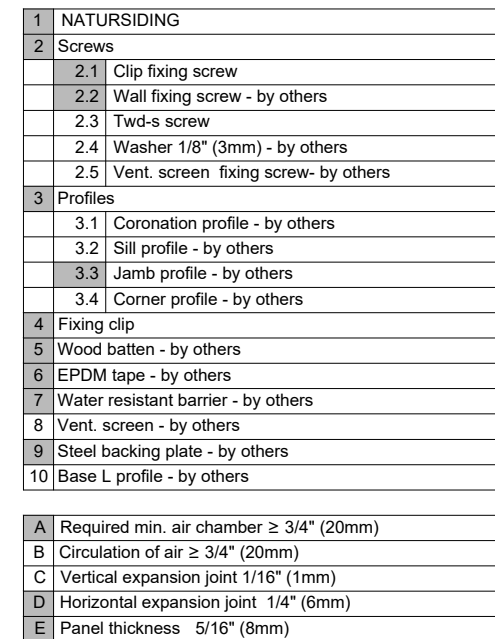 1 NATURSIDING
2 Screws
2.1 Clip fixing screw
2.2 Wall fixing screw - by others
2.3 Twd-s screw
2.4 Washer 1/8" (3mm) - by others
2.5 Vent. screen fixing screw- by others
3 Profiles
3.1 Coronation profile - by others
3.2 Sill profile - by others
3.3 Jamb profile - by others
3.4 Corner profile - by others
4 Fixing clip
5 Wood batten - by others
6 EPDM tape - by others
7 Water resistant barrier - by others
8 Vent. screen - by others
9 Steel backing plate - by others
10 Base L profile - by others
A Required min. air chamber ≥ 3/4" (20mm)
B Circulation of air ≥ 3/4" (20mm)
C Vertical expansion joint 1/16" (1mm)
D Horizontal expansion joint 1/4" (6mm)
E Panel thickness 5/16" (8mm)